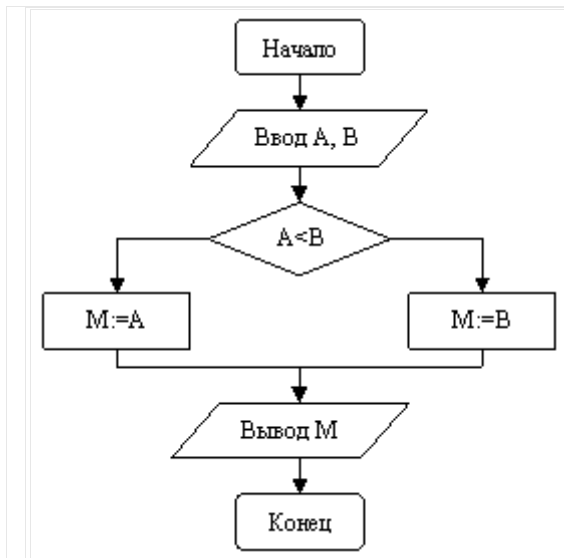 Начало
Ввод A, B
A<B
M:=A
M:=B
Вывод M
Конец